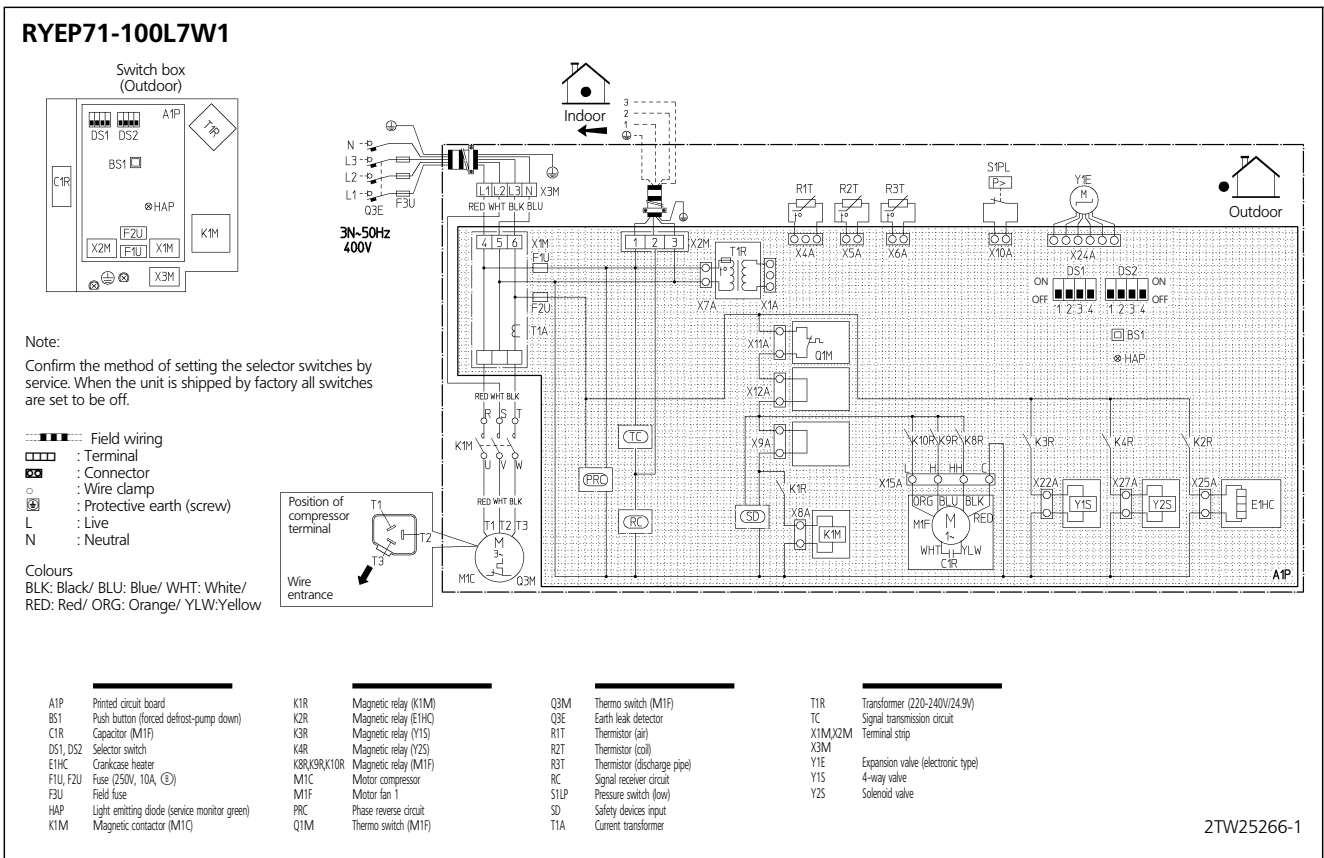 RYEP71-100L7W1
Switch box
(Outdoor)
A1P
T1R
DS1 DS2
BS1
C1R
HAP
F2U
X2M F1U X1M
K1M
X3M
Note:
Confirm the method of setting the selector switches by
service. When the unit is shipped by factory all switches
are set to be off.
Field wiring
: Terminal
: Connector
: Wire clamp
: Protective earth (screw)
L : Live
N : Neutral
Colours
BLK: Black/ BLU: Blue/ WHT: White/
RED: Red/ ORG: Orange/ YLW:Yellow
Position of
compressor
terminal
T1
T2
T3
Wire
entrance
N
L3
L2
L1
Q3E
F3U
3N~50Hz
400V
Indoor
3
2
1
L1 L2 L3 N X3M
RED WHT BLK BLU
4 5 6 X1M
F1U
F2U
T1A
RED WHT BLK
R S T
K1M
U V W
RED WHT BLK
T1 T2 T3
M
3~
M1C
Q3M
1 2 3 X2M
T1R
X7A
X1A
TC
PRC
RC
SD
X11A
Q1M
X12A
X9A
K1R
X8A
K1M
R1T
X4A
R2T
X5A
R3T
X6A
S1PL
P>
X10A
Y1E
M
X24A
Outdoor
DS1 DS2
ON ON
OFF OFF
1 2 3 4 1 2 3 4
BS1
HAP
K10R K9R K8R
L H HH C
X15A
ORG BLU BLK
RED
M1F
M
1~
WHT YLW
C1R
K3R
X22A
Y1S
K4R
X27A
Y2S
K2R
X25A
E1HC
A1P
A1P Printed circuit board
BS1 Push button (forced defrost-pump down)
C1R Capacitor (M1F)
DS1, DS2 Selector switch
E1HC Crankcase heater
F1U, F2U Fuse (250V, 10A, Ⓑ)
F3U Field fuse
HAP Light emitting diode (service monitor green)
K1M Magnetic contactor (M1C)
K1R Magnetic relay (K1M)
K2R Magnetic relay (E1HC)
K3R Magnetic relay (Y1S)
K4R Magnetic relay (Y2S)
K8R,K9R,K10R Magnetic relay (M1F)
M1C Motor compressor
M1F Motor fan 1
PRC Phase reverse circuit
Q1M Thermo switch (M1F)
Q3M Thermo switch (M1F)
Q3E Earth leak detector
R1T Thermistor (air)
R2T Thermistor (coil)
R3T Thermistor (discharge pipe)
RC Signal receiver circuit
S1LP Pressure switch (low)
SD Safety devices input
T1A Current transformer
T1R Transformer (220-240V/24.9V)
TC Signal transmission circuit
X1M,X2M Terminal strip
X3M
Y1E Expansion valve (electronic type)
Y1S 4-way valve
Y2S Solenoid valve
2TW25266-1